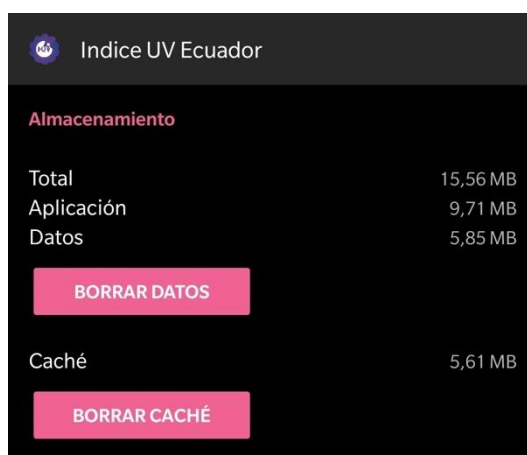 Indice UV Ecuador
Almacenamiento
Total 15,56 MB
Aplicación 9,71 MB
Datos 5,85 MB
BORRAR DATOS
Caché 5,61 MB
BORRAR CACHÉ